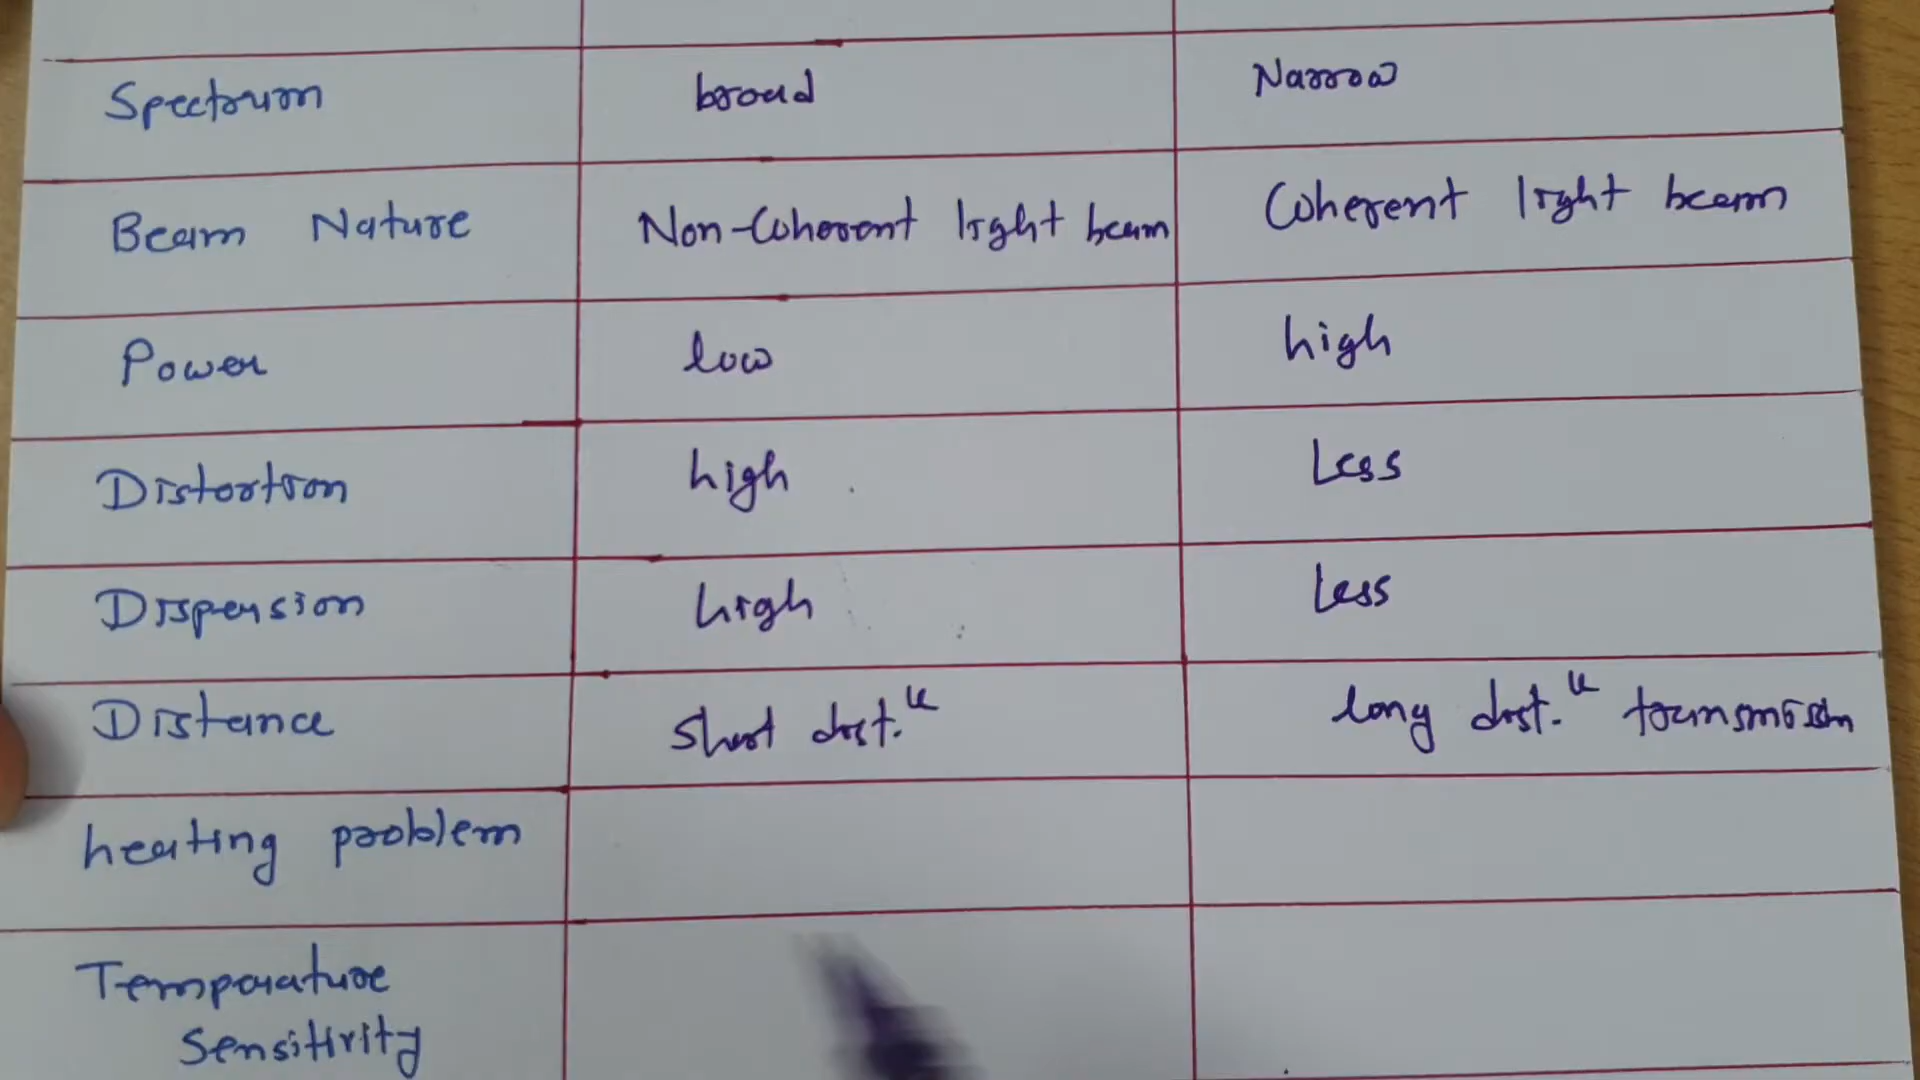 Spectrum broad Narrow
Beam Nature Non-Coherent light beam Coherent light beam
Power low high
Distortion high Less
Dispersion high Less
Distance Short dist. long dist. transmission
heating problem
Temperature
Sensitivity